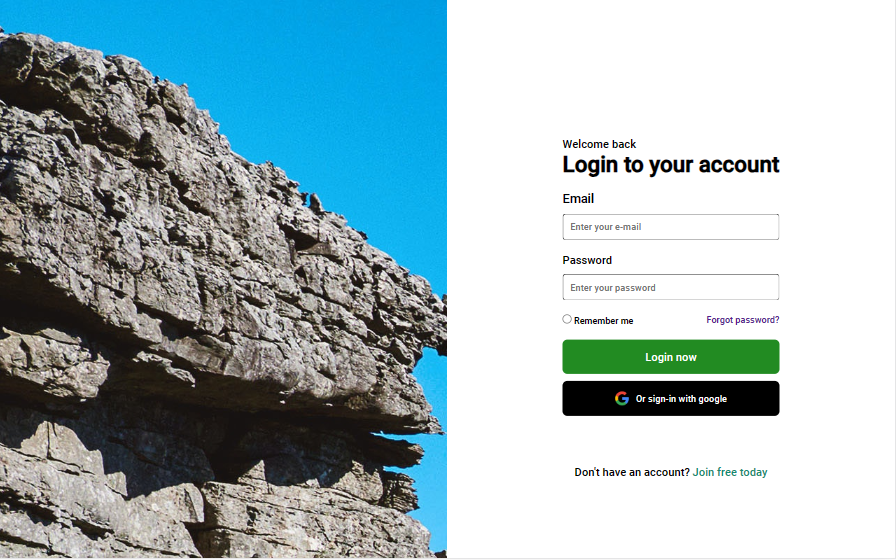 Welcome back
Login to your account
Email
Enter your e-mail
Password
Enter your password
Remember me Forgot password?
Login now
Or sign-in with google
Don't have an account? Join free today